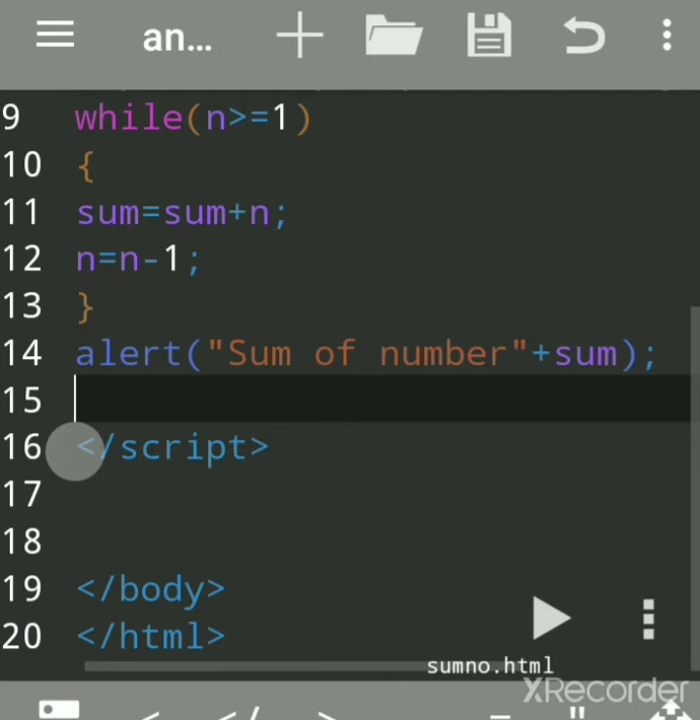 an...
9 while(n>=1)
10 {
11 sum=sum+n;
12 n=n-1;
13 }
14 alert("Sum of number"+sum);
15
16 </script>
17
18
19 </body>
20 </html>
sumno.html
XRecorder
< </ > = "